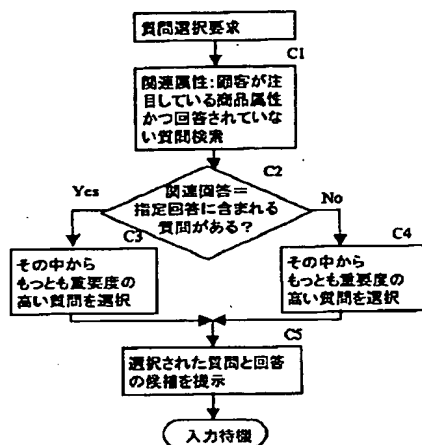 質問選択要求
C1
関連属性:顧客が注
目している商品属性
かつ回答されていな
い質問検索
C2
関連回答=
指定回答に含まれる
質問がある?
Yes
No
C3
その中から
もっとも重要度の
高い質問を選択
C4
その中から
もっとも重要度の
高い質問を選択
C5
選択された質問と回答
の候補を提示
入力待機